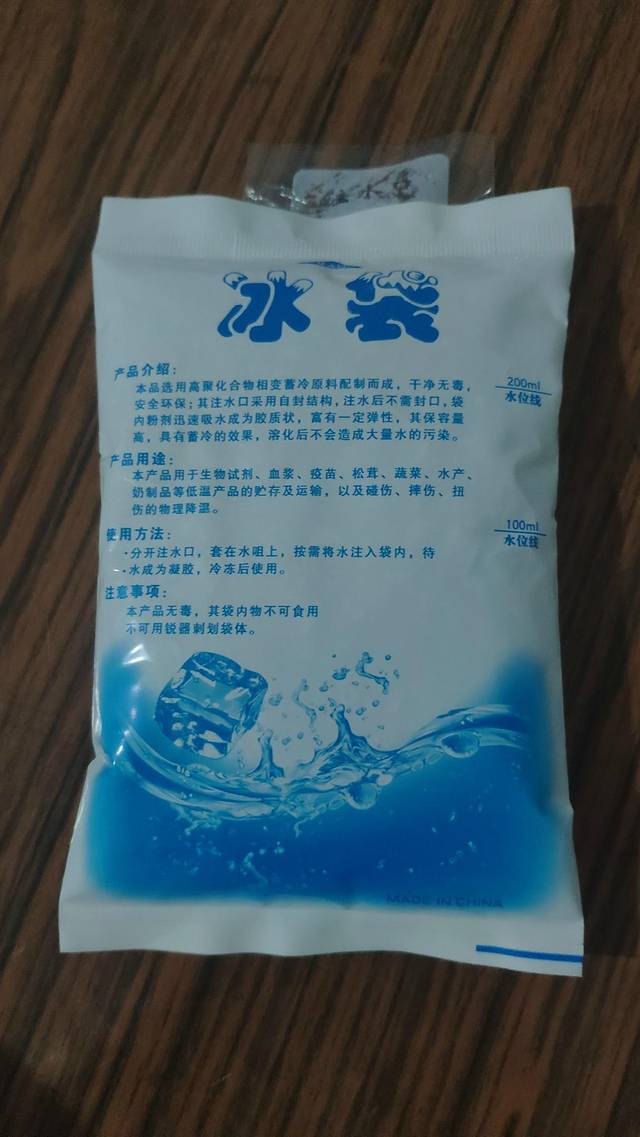 注水口
冰袋
产品介绍：
本品选用高聚化合物相变蓄冷原料配制而成，干净无毒，
安全环保；其注水口采用自封结构，注水后不需封口，袋
内粉剂迅速吸水成为胶质状，富有一定弹性，其保容量
高，具有蓄冷的效果，溶化后不会造成大量水的污染。
200ml
水位线
产品用途：
本产品用于生物试剂、血浆、疫苗、松茸、蔬菜、水产、
奶制品等低温产品的贮存及运输，以及碰伤、摔伤、扭
伤的物理降温。
100ml
水位线
使用方法：
·分开注水口，套在水咀上，按需将水注入袋内，待
·水成为凝胶，冷冻后使用。
注意事项：
本产品无毒，其袋内物不可食用
不可用锐器刺划袋体。
MADE IN CHINA